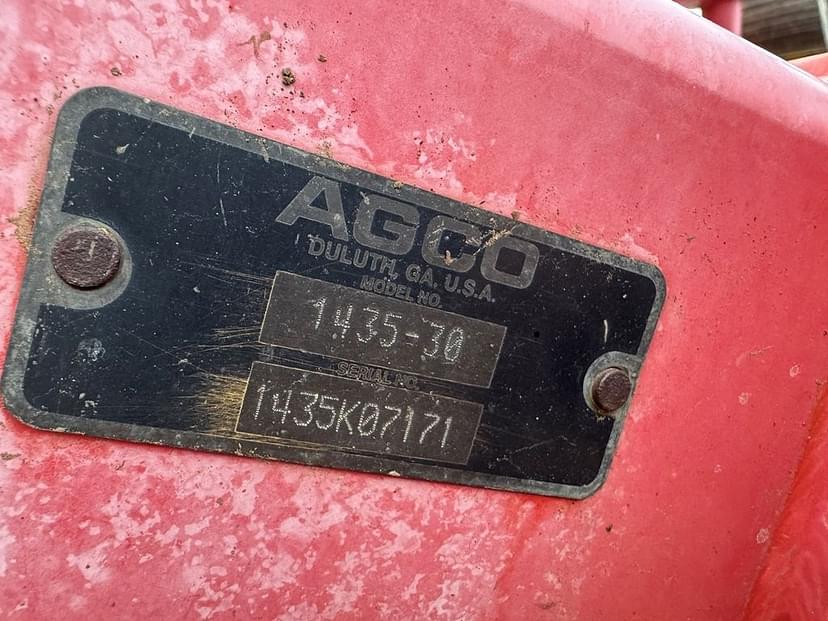 AGCO
DULUTH, GA. U.S.A.
MODEL NO.
1435-30
SERIAL NO.
1435K07171